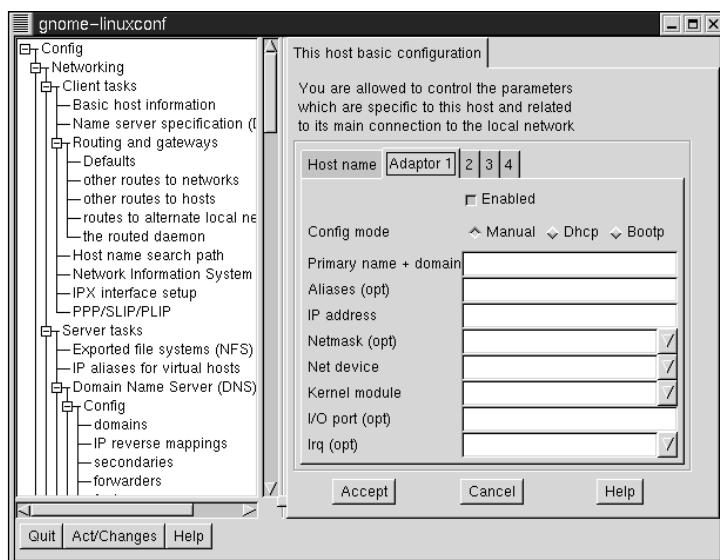 gnome-linuxconf
Config
Networking
Client tasks
Basic host information
Name server specification (
Routing and gateways
Defaults
other routes to networks
other routes to hosts
routes to alternate local ne
the routed daemon
Host name search path
Network Information System
IPX interface setup
PPP/SLIP/PLIP
Server tasks
Exported file systems (NFS)
IP aliases for virtual hosts
Domain Name Server (DNS)
Config
domains
IP reverse mappings
secondaries
forwarders
This host basic configuration
You are allowed to control the parameters
which are specific to this host and related
to its main connection to the local network
Host name Adaptor 1 2 3 4
Enabled
Config mode Manual Dhcp Bootp
Primary name + domain
Aliases (opt)
IP address
Netmask (opt)
Net device
Kernel module
I/O port (opt)
Irq (opt)
Accept Cancel Help
Quit Act/Changes Help